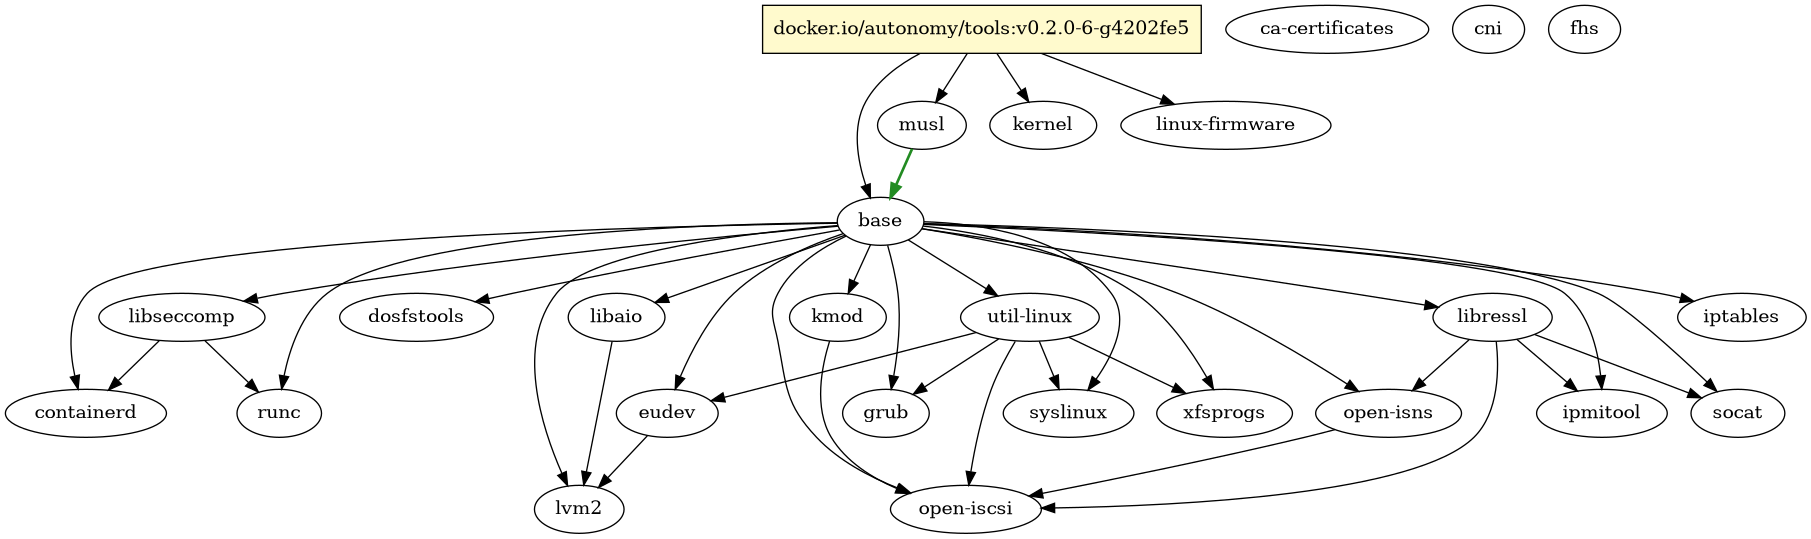 docker.io/autonomy/tools:v0.2.0-6-g4202fe5
ca-certificates
cni
fhs
musl
kernel
linux-firmware
base
libseccomp
dosfstools
libaio
kmod
util-linux
libressl
iptables
containerd
runc
eudev
grub
syslinux
xfsprogs
open-isns
ipmitool
socat
lvm2
open-iscsi